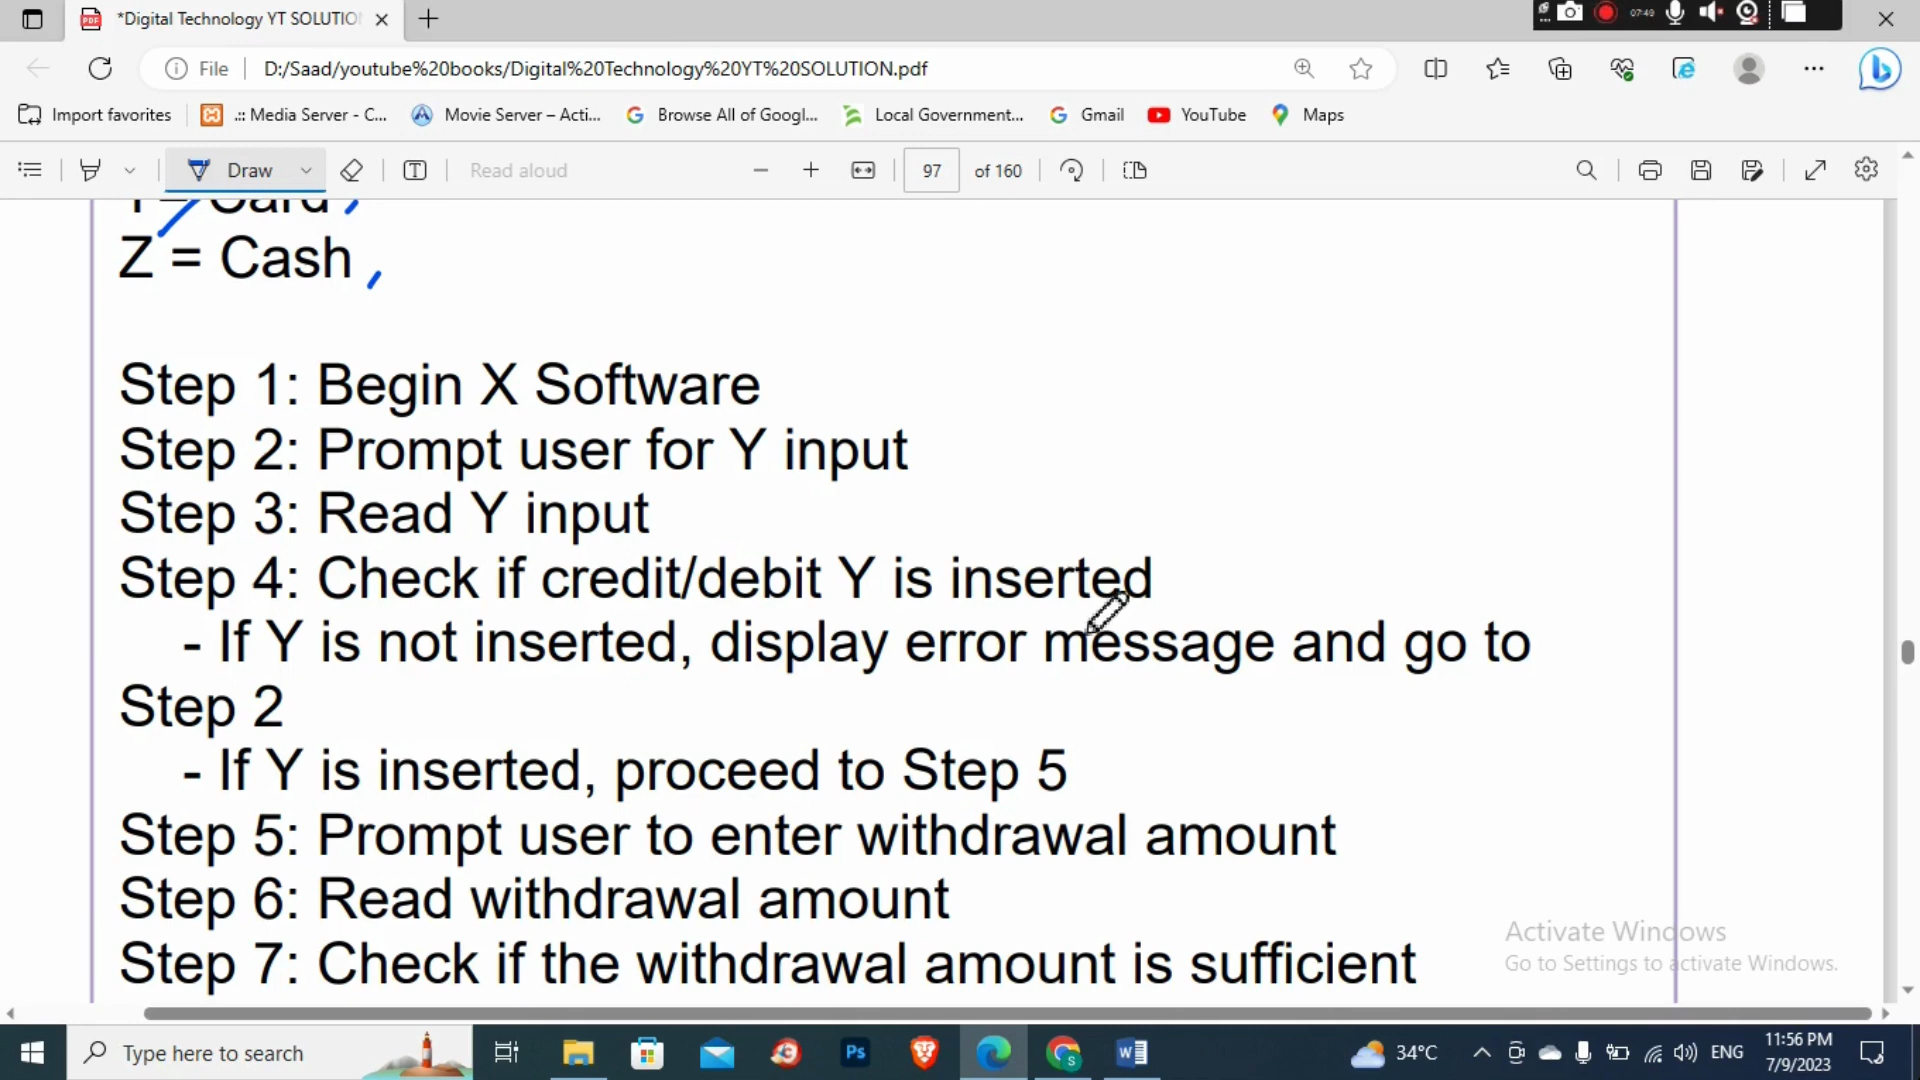 *Digital Technology YT SOLUTIO
07:49
File
D:/Saad/youtube%20books/Digital%20Technology%20YT%20SOLUTION.pdf
Import favorites
.:: Media Server - C...
Movie Server – Acti...
Browse All of Googl...
Local Government...
Gmail
YouTube
Maps
Draw
Read aloud
97
of 160
Y= Card
Z = Cash
Step 1: Begin X Software
Step 2: Prompt user for Y input
Step 3: Read Y input
Step 4: Check if credit/debit Y is inserted
- If Y is not inserted, display error message and go to
Step 2
- If Y is inserted, proceed to Step 5
Step 5: Prompt user to enter withdrawal amount
Step 6: Read withdrawal amount
Step 7: Check if the withdrawal amount is sufficient
Activate Windows
Go to Settings to activate Windows.
Type here to search
34°C
ENG
11:56 PM
7/9/2023